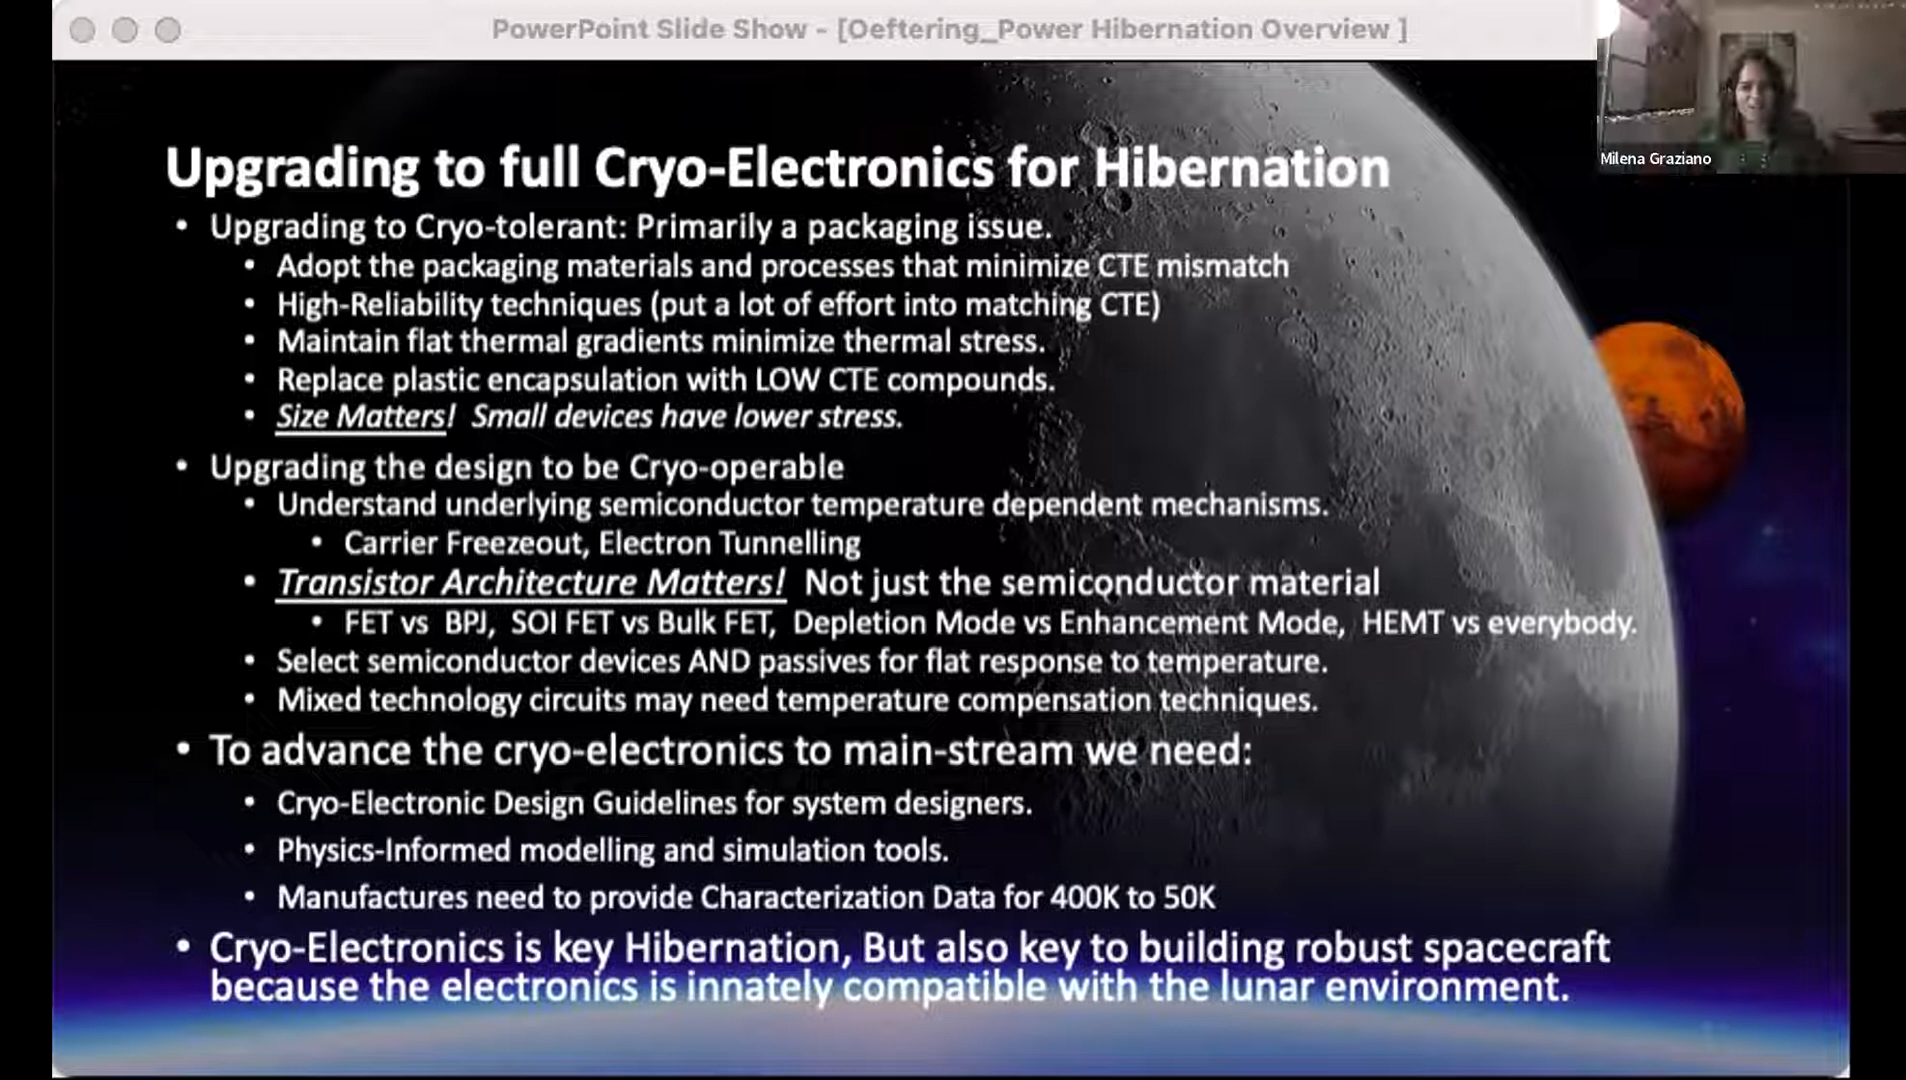 PowerPoint Slide Show - [Oeftering_Power Hibernation Overview ]
Milena Graziano
Upgrading to full Cryo-Electronics for Hibernation
• Upgrading to Cryo-tolerant: Primarily a packaging issue.
• Adopt the packaging materials and processes that minimize CTE mismatch
• High-Reliability techniques (put a lot of effort into matching CTE)
• Maintain flat thermal gradients minimize thermal stress.
• Replace plastic encapsulation with LOW CTE compounds.
• Size Matters! Small devices have lower stress.
• Upgrading the design to be Cryo-operable
• Understand underlying semiconductor temperature dependent mechanisms.
• Carrier Freezeout, Electron Tunnelling
• Transistor Architecture Matters! Not just the semiconductor material
• FET vs BPJ, SOI FET vs Bulk FET, Depletion Mode vs Enhancement Mode, HEMT vs everybody.
• Select semiconductor devices AND passives for flat response to temperature.
• Mixed technology circuits may need temperature compensation techniques.
• To advance the cryo-electronics to main-stream we need:
• Cryo-Electronic Design Guidelines for system designers.
• Physics-Informed modelling and simulation tools.
• Manufactures need to provide Characterization Data for 400K to 50K
• Cryo-Electronics is key Hibernation, But also key to building robust spacecraft
because the electronics is innately compatible with the lunar environment.